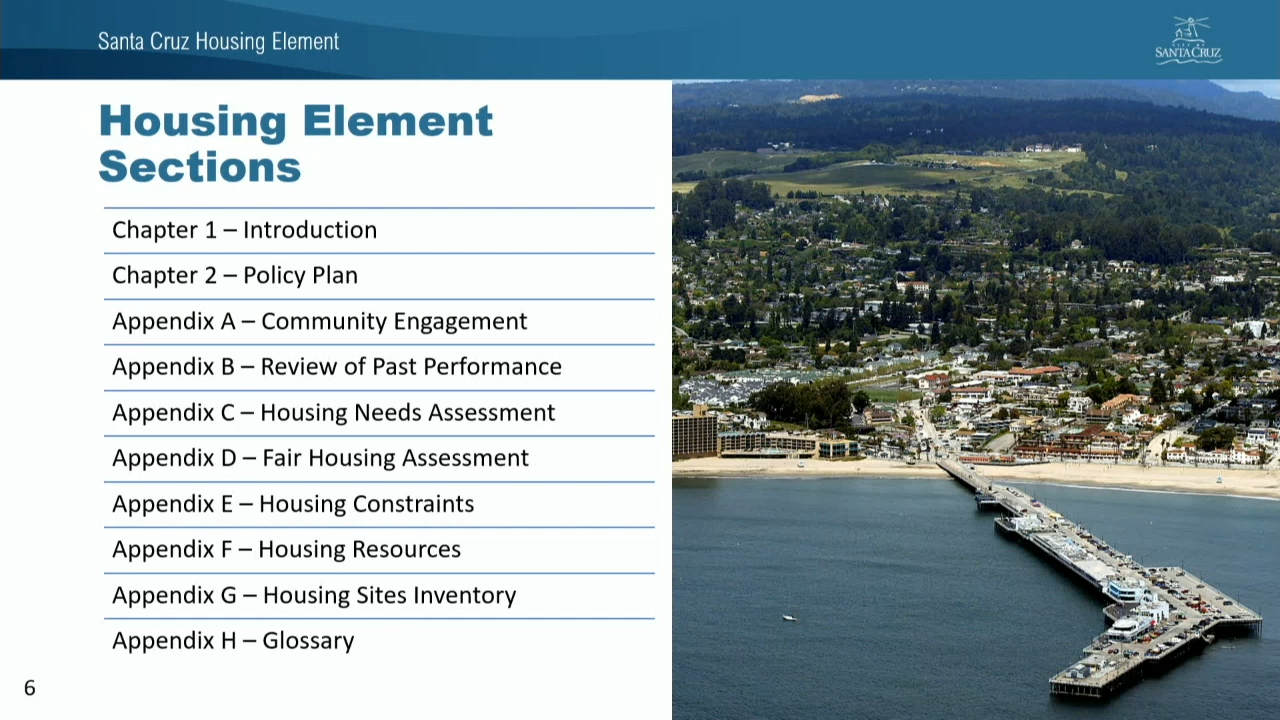 Santa Cruz Housing Element
CITY OF
SANTA CRUZ
Housing Element
Sections
Chapter 1 – Introduction
Chapter 2 – Policy Plan
Appendix A – Community Engagement
Appendix B – Review of Past Performance
Appendix C – Housing Needs Assessment
Appendix D – Fair Housing Assessment
Appendix E – Housing Constraints
Appendix F – Housing Resources
Appendix G – Housing Sites Inventory
Appendix H – Glossary
6